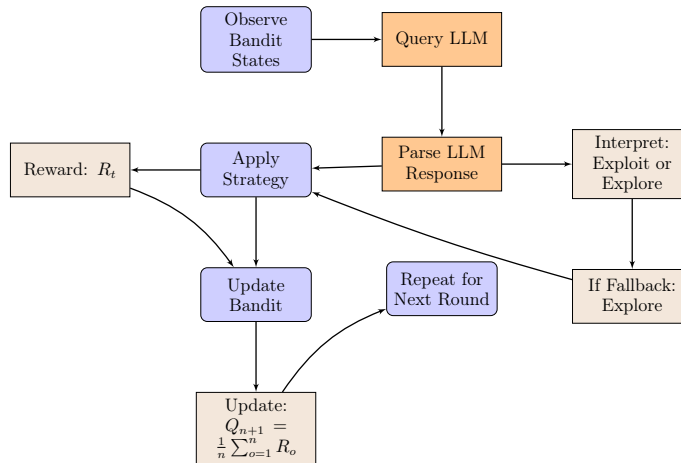 Observe
Bandit
States
Query LLM
Reward: $R_t$
Apply
Strategy
Parse LLM
Response
Interpret:
Exploit or
Explore
Update
Bandit
Repeat for
Next Round
If Fallback:
Explore
Update:
$Q_{n+1} =$
$\frac{1}{n} \sum_{o=1}^{n} R_o$